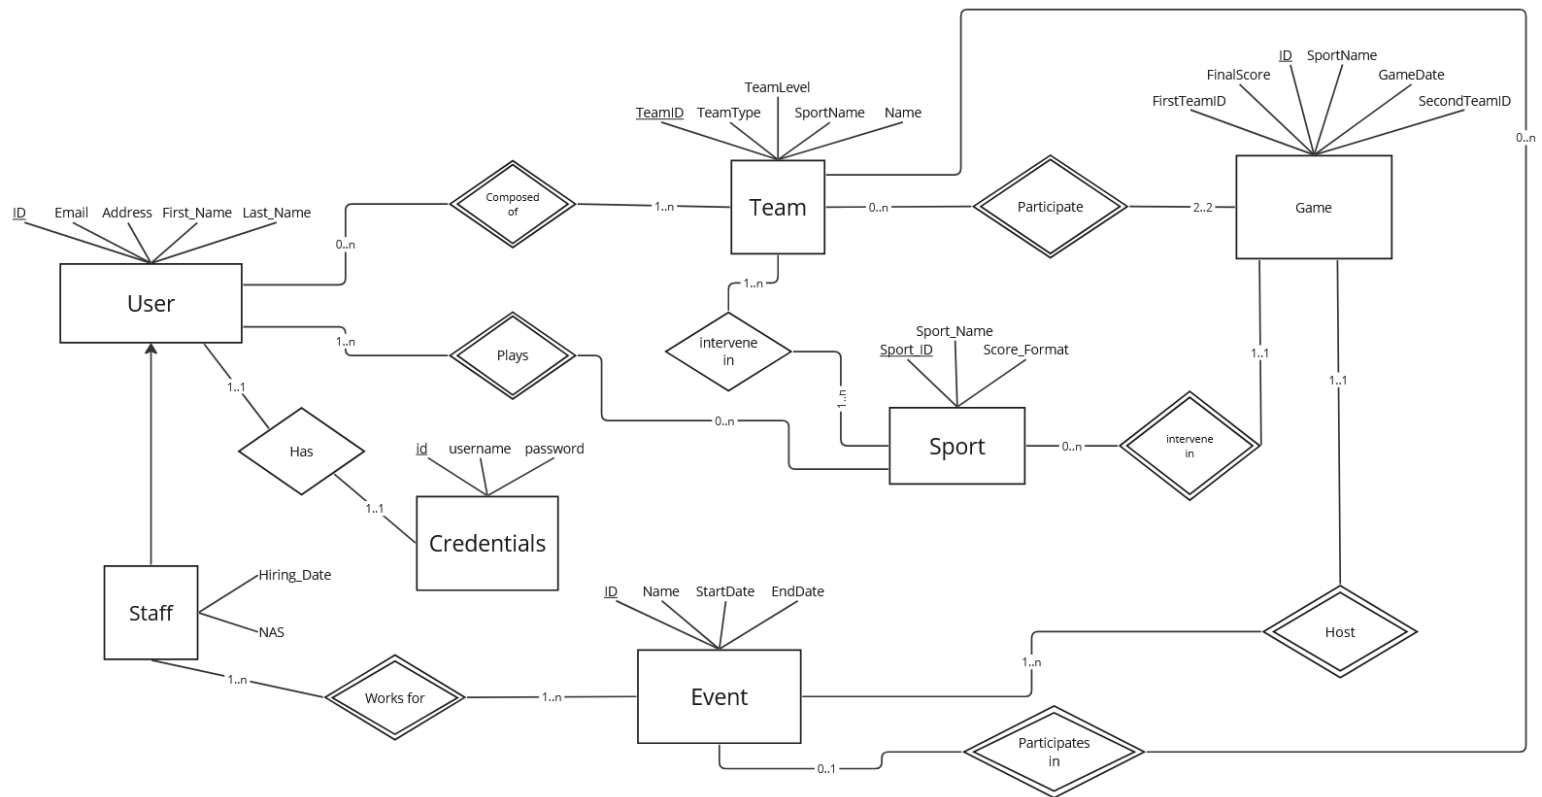 ID SportName
FinalScore GameDate
FirstTeamID SecondTeamID
TeamLevel
TeamID TeamType SportName Name
0..n
Composed
of
Team
Participate
Game
1..n
0..n
2..2
ID Email Address First_Name Last_Name
0..n
User
1..n
1..n
Plays
intervene
in
Sport_Name
Sport_ID Score_Format
1..1
1..1
1..1
1..n
0..n
Has
id username password
Sport
0..n
intervene
in
1..1
Credentials
Hiring_Date
Staff
NAS
ID Name StartDate EndDate
Host
1..n
1..n
Works for
1..n
Event
Participates
in
0..1